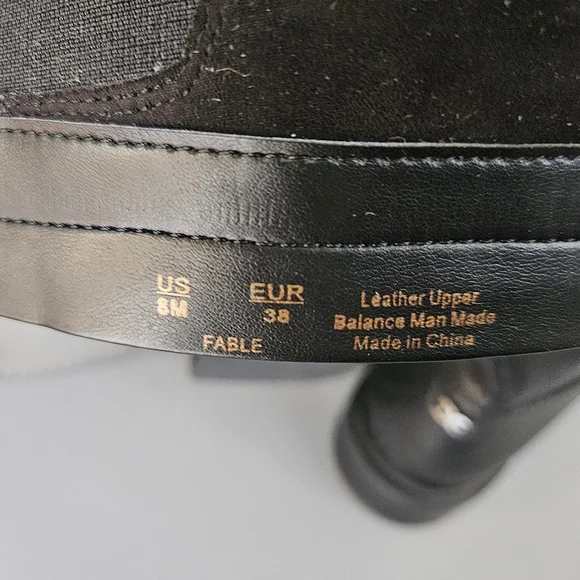 US
8M
EUR
38
FABLE
Leather Upper
Balance Man Made
Made in China